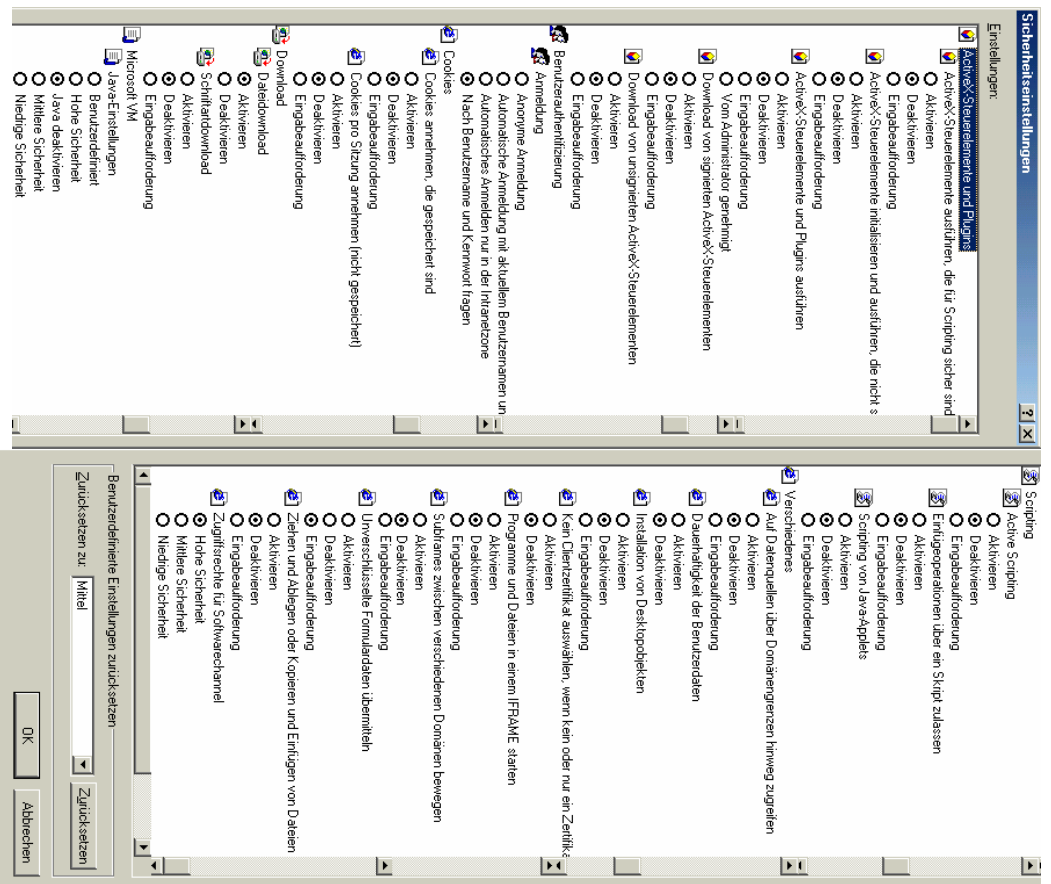 Sicherheitseinstellungen
Einstellungen:
ActiveX-Steuerelemente und Plugins
ActiveX-Steuerelemente ausführen, die für Scripting sicher sind
Aktivieren
Deaktivieren
Eingabeaufforderung
ActiveX-Steuerelemente initialisieren und ausführen, die nicht s
Aktivieren
Deaktivieren
Eingabeaufforderung
ActiveX-Steuerelemente und Plugins ausführen
Aktivieren
Deaktivieren
Eingabeaufforderung
Vom Administrator genehmigt
Download von signierten ActiveX-Steuerelementen
Aktivieren
Deaktivieren
Eingabeaufforderung
Download von unsignierten ActiveX-Steuerelementen
Aktivieren
Deaktivieren
Eingabeaufforderung
Benutzerauthentifizierung
Anmeldung
Anonyme Anmeldung
Automatische Anmeldung mit aktuellem Benutzernamen un
Automatisches Anmelden nur in der Intranetzone
Nach Benutzername und Kennwort fragen
Cookies
Cookies annehmen, die gespeichert sind
Aktivieren
Deaktivieren
Eingabeaufforderung
Cookies pro Sitzung annehmen (nicht gespeichert)
Aktivieren
Deaktivieren
Eingabeaufforderung
Download
Dateidownload
Aktivieren
Deaktivieren
Schriftartdownload
Aktivieren
Deaktivieren
Eingabeaufforderung
Microsoft VM
Java-Einstellungen
Benutzerdefiniert
Hohe Sicherheit
Java deaktivieren
Mittlere Sicherheit
Niedrige Sicherheit
Scripting
Active Scripting
Aktivieren
Deaktivieren
Eingabeaufforderung
Einfügeoperationen über ein Skript zulassen
Aktivieren
Deaktivieren
Eingabeaufforderung
Scripting von Java-Applets
Aktivieren
Deaktivieren
Eingabeaufforderung
Verschiedenes
Auf Datenquellen über Domänengrenzen hinweg zugreifen
Aktivieren
Deaktivieren
Eingabeaufforderung
Dauerhaftigkeit der Benutzerdaten
Aktivieren
Deaktivieren
Installation von Desktopobjekten
Aktivieren
Deaktivieren
Eingabeaufforderung
Kein Clientzertifikat auswählen, wenn kein oder nur ein Zertifika
Aktivieren
Deaktivieren
Programme und Dateien in einem IFRAME starten
Aktivieren
Deaktivieren
Eingabeaufforderung
Subframes zwischen verschiedenen Domänen bewegen
Aktivieren
Deaktivieren
Eingabeaufforderung
Unverschlüsselte Formulardaten übermitteln
Aktivieren
Deaktivieren
Eingabeaufforderung
Ziehen und Ablegen oder Kopieren und Einfügen von Dateien
Aktivieren
Deaktivieren
Eingabeaufforderung
Zugriffsrechte für Softwarechannel
Hohe Sicherheit
Mittlere Sicherheit
Niedrige Sicherheit
Benutzerdefinierte Einstellungen zurücksetzen
Zurücksetzen zu:
Mittel
Zurücksetzen
OK
Abbrechen